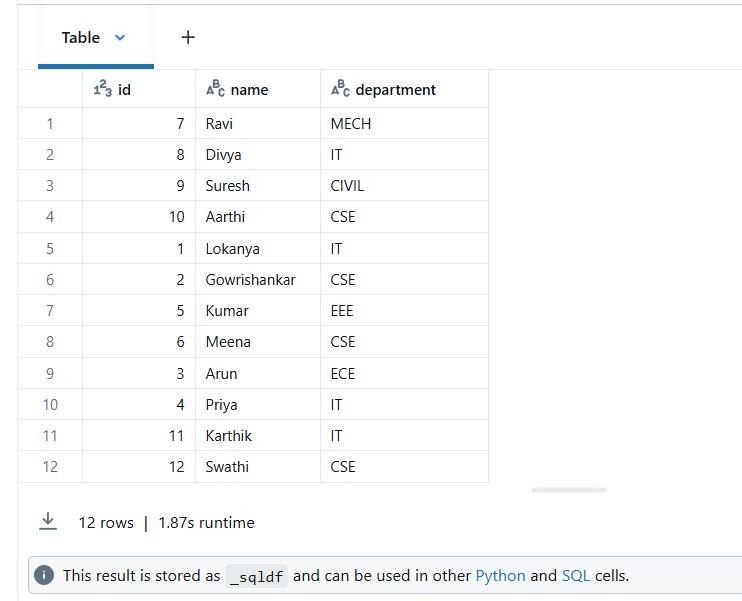 Table
+
123 id ABC name ABC department
1 7 Ravi MECH
2 8 Divya IT
3 9 Suresh CIVIL
4 10 Aarthi CSE
5 1 Lokanya IT
6 2 Gowrishankar CSE
7 5 Kumar EEE
8 6 Meena CSE
9 3 Arun ECE
10 4 Priya IT
11 11 Karthik IT
12 12 Swathi CSE
12 rows | 1.87s runtime
This result is stored as _sqldf and can be used in other Python and SQL cells.